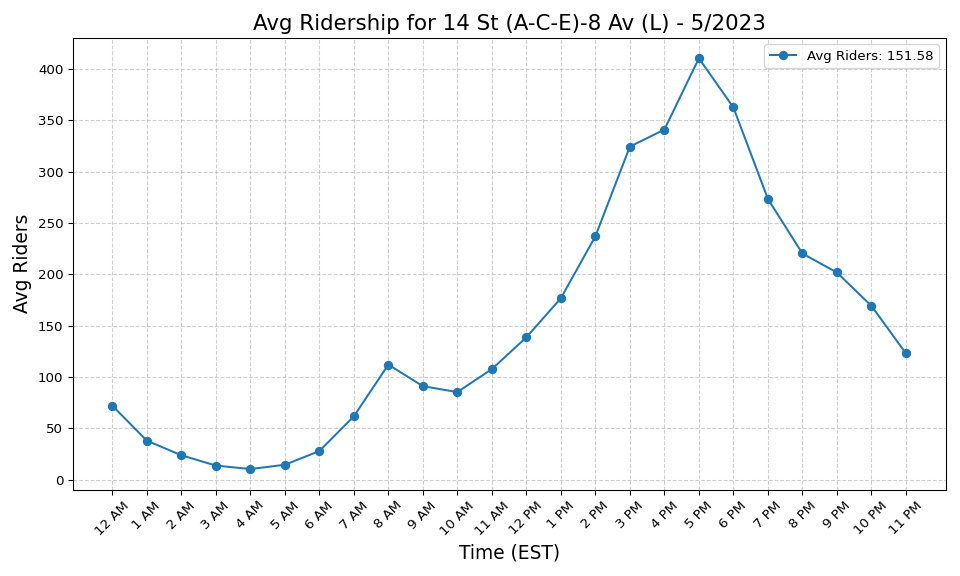 Avg Ridership for 14 St (A-C-E)-8 Av (L) - 5/2023
Avg Riders: 151.58
400
350
300
250
200
150
100
50
0
Avg Riders
12 AM
1 AM
2 AM
3 AM
4 AM
5 AM
6 AM
7 AM
8 AM
9 AM
10 AM
11 AM
12 PM
1 PM
2 PM
3 PM
4 PM
5 PM
6 PM
7 PM
8 PM
9 PM
10 PM
11 PM
Time (EST)